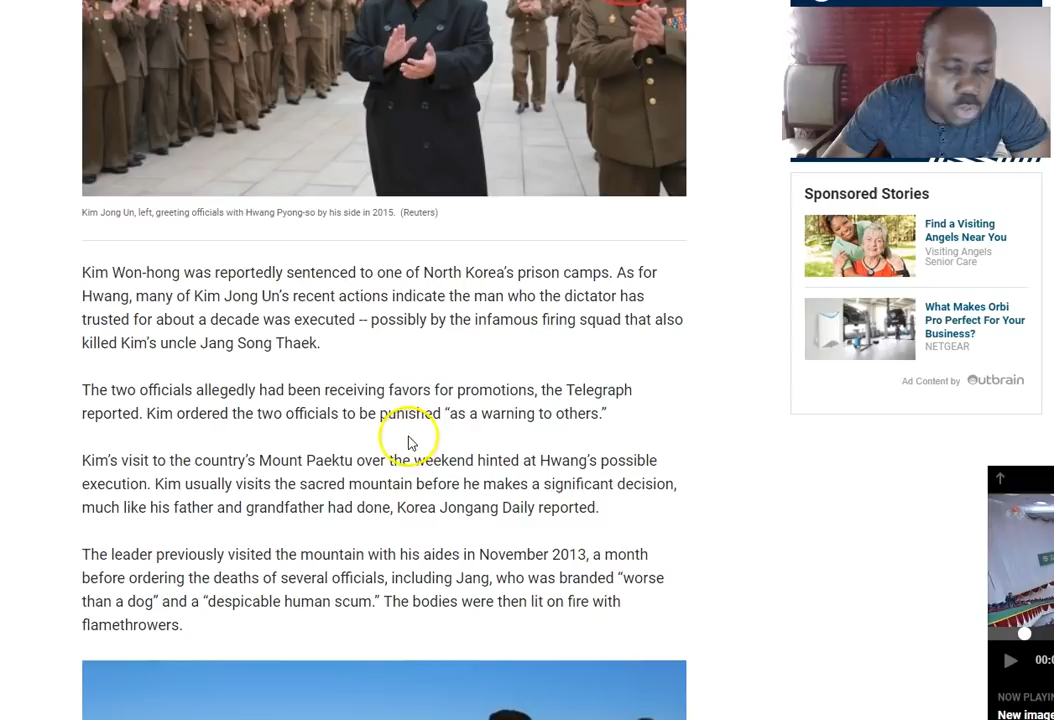 Kim Jong Un, left, greeting officials with Hwang Pyong-so by his side in 2015. (Reuters)
Kim Won-hong was reportedly sentenced to one of North Korea's prison camps. As for
Hwang, many of Kim Jong Un's recent actions indicate the man who the dictator has
trusted for about a decade was executed -- possibly by the infamous firing squad that also
killed Kim's uncle Jang Song Thaek.
The two officials allegedly had been receiving favors for promotions, the Telegraph
reported. Kim ordered the two officials to be punished “as a warning to others.”
Kim's visit to the country's Mount Paektu over the weekend hinted at Hwang's possible
execution. Kim usually visits the sacred mountain before he makes a significant decision,
much like his father and grandfather had done, Korea Jongang Daily reported.
The leader previously visited the mountain with his aides in November 2013, a month
before ordering the deaths of several officials, including Jang, who was branded “worse
than a dog” and a “despicable human scum.” The bodies were then lit on fire with
flamethrowers.
Sponsored Stories
Find a Visiting
Angels Near You
Visiting Angels
Senior Care
What Makes Orbi
Pro Perfect For Your
Business?
NETGEAR
Ad Content by Outbrain
00:0
NOW PLAYIN
New image